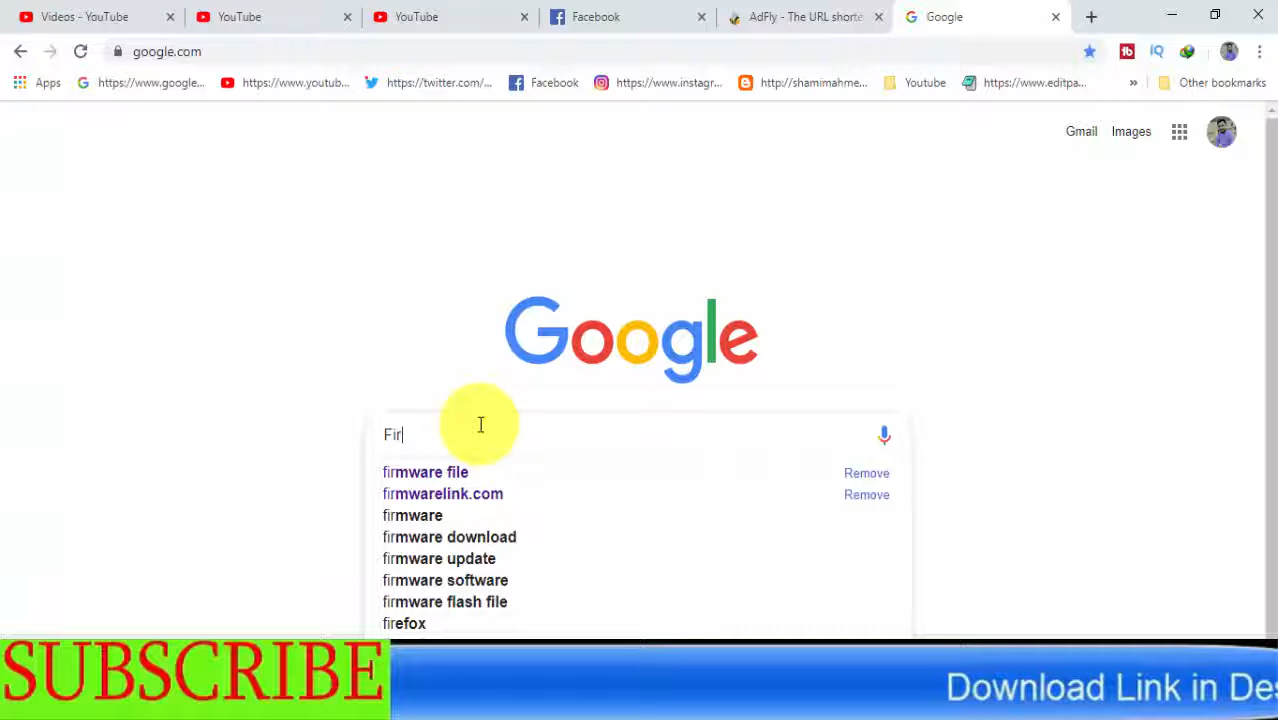 Videos - YouTube
YouTube
YouTube
Facebook
AdFly - The URL shorte
Google
google.com
Apps
https://www.google...
https://www.youtub...
https://twitter.com/...
Facebook
https://www.instagr...
http://shamimahme...
Youtube
https://www.editpa...
»
Other bookmarks
Gmail
Images
Google
Fir
firmware file
Remove
firmwarelink.com
Remove
firmware
firmware download
firmware update
firmware software
firmware flash file
firefox
SUBSCRIBE
Download Link in Des